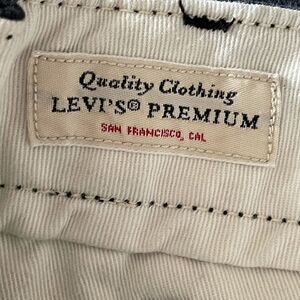 Quality Clothing
LEVI'S® PREMIUM
SAN FRANCISCO, CAL